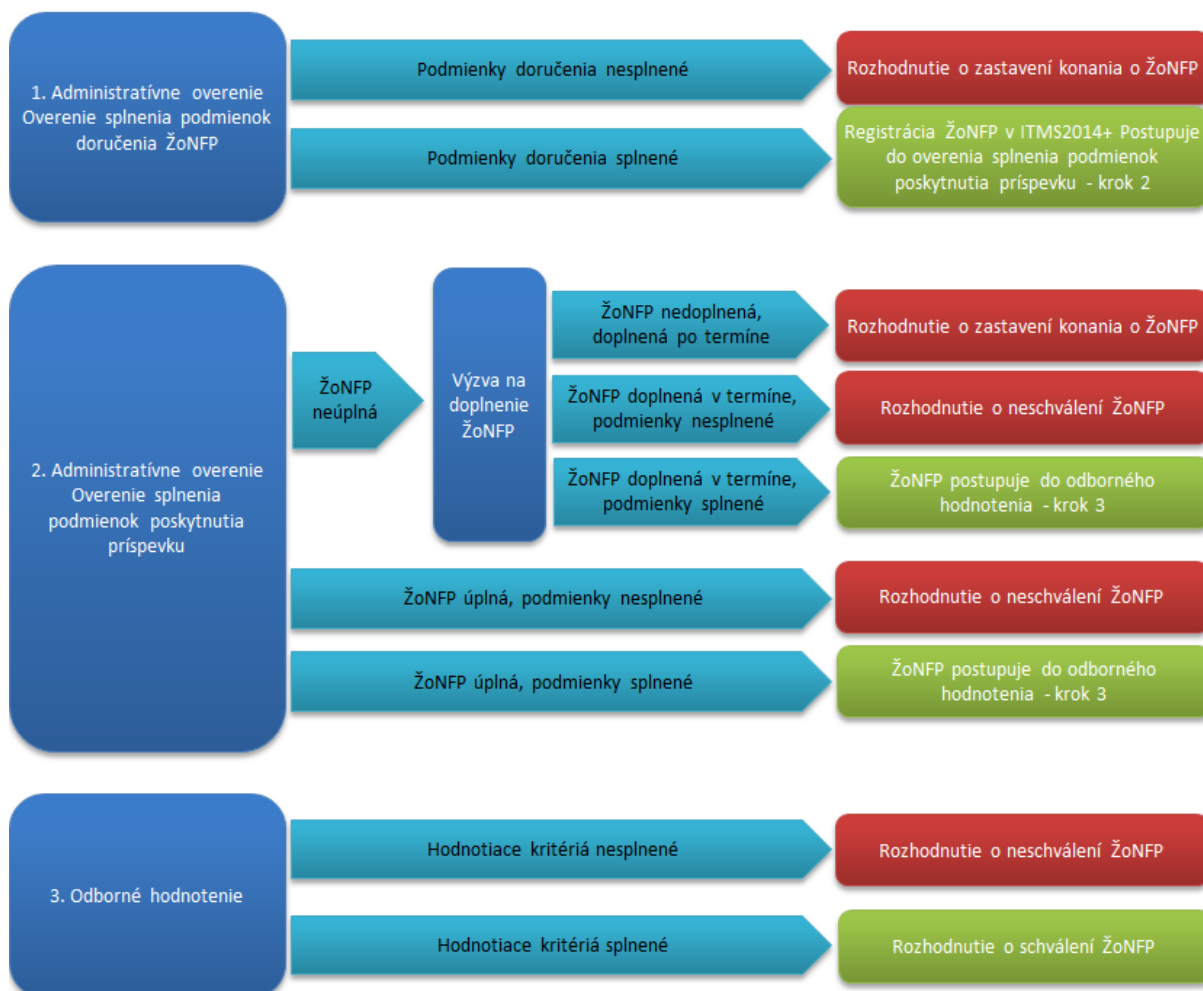 1. Administratívne overenie
Overenie splnenia podmienok
doručenia ŽoNFP
Podmienky doručenia nesplnené
Rozhodnutie o zastavení konania o ŽoNFP
Podmienky doručenia splnené
Registrácia ŽoNFP v ITMS2014+ Postupuje
do overenia splnenia podmienok
poskytnutia príspevku - krok 2
2. Administratívne overenie
Overenie splnenia
podmienok poskytnutia
príspevku
ŽoNFP
neúplná
Výzva na
doplnenie
ŽoNFP
ŽoNFP nedoplnená,
doplnená po termíne
Rozhodnutie o zastavení konania o ŽoNFP
ŽoNFP doplnená v termíne,
podmienky nesplnené
Rozhodnutie o neschválení ŽoNFP
ŽoNFP doplnená v termíne,
podmienky splnené
ŽoNFP postupuje do odborného
hodnotenia - krok 3
ŽoNFP úplná, podmienky nesplnené
Rozhodnutie o neschválení ŽoNFP
ŽoNFP úplná, podmienky splnené
ŽoNFP postupuje do odborného
hodnotenia - krok 3
3. Odborné hodnotenie
Hodnotiace kritériá nesplnené
Rozhodnutie o neschválení ŽoNFP
Hodnotiace kritériá splnené
Rozhodnutie o schválení ŽoNFP